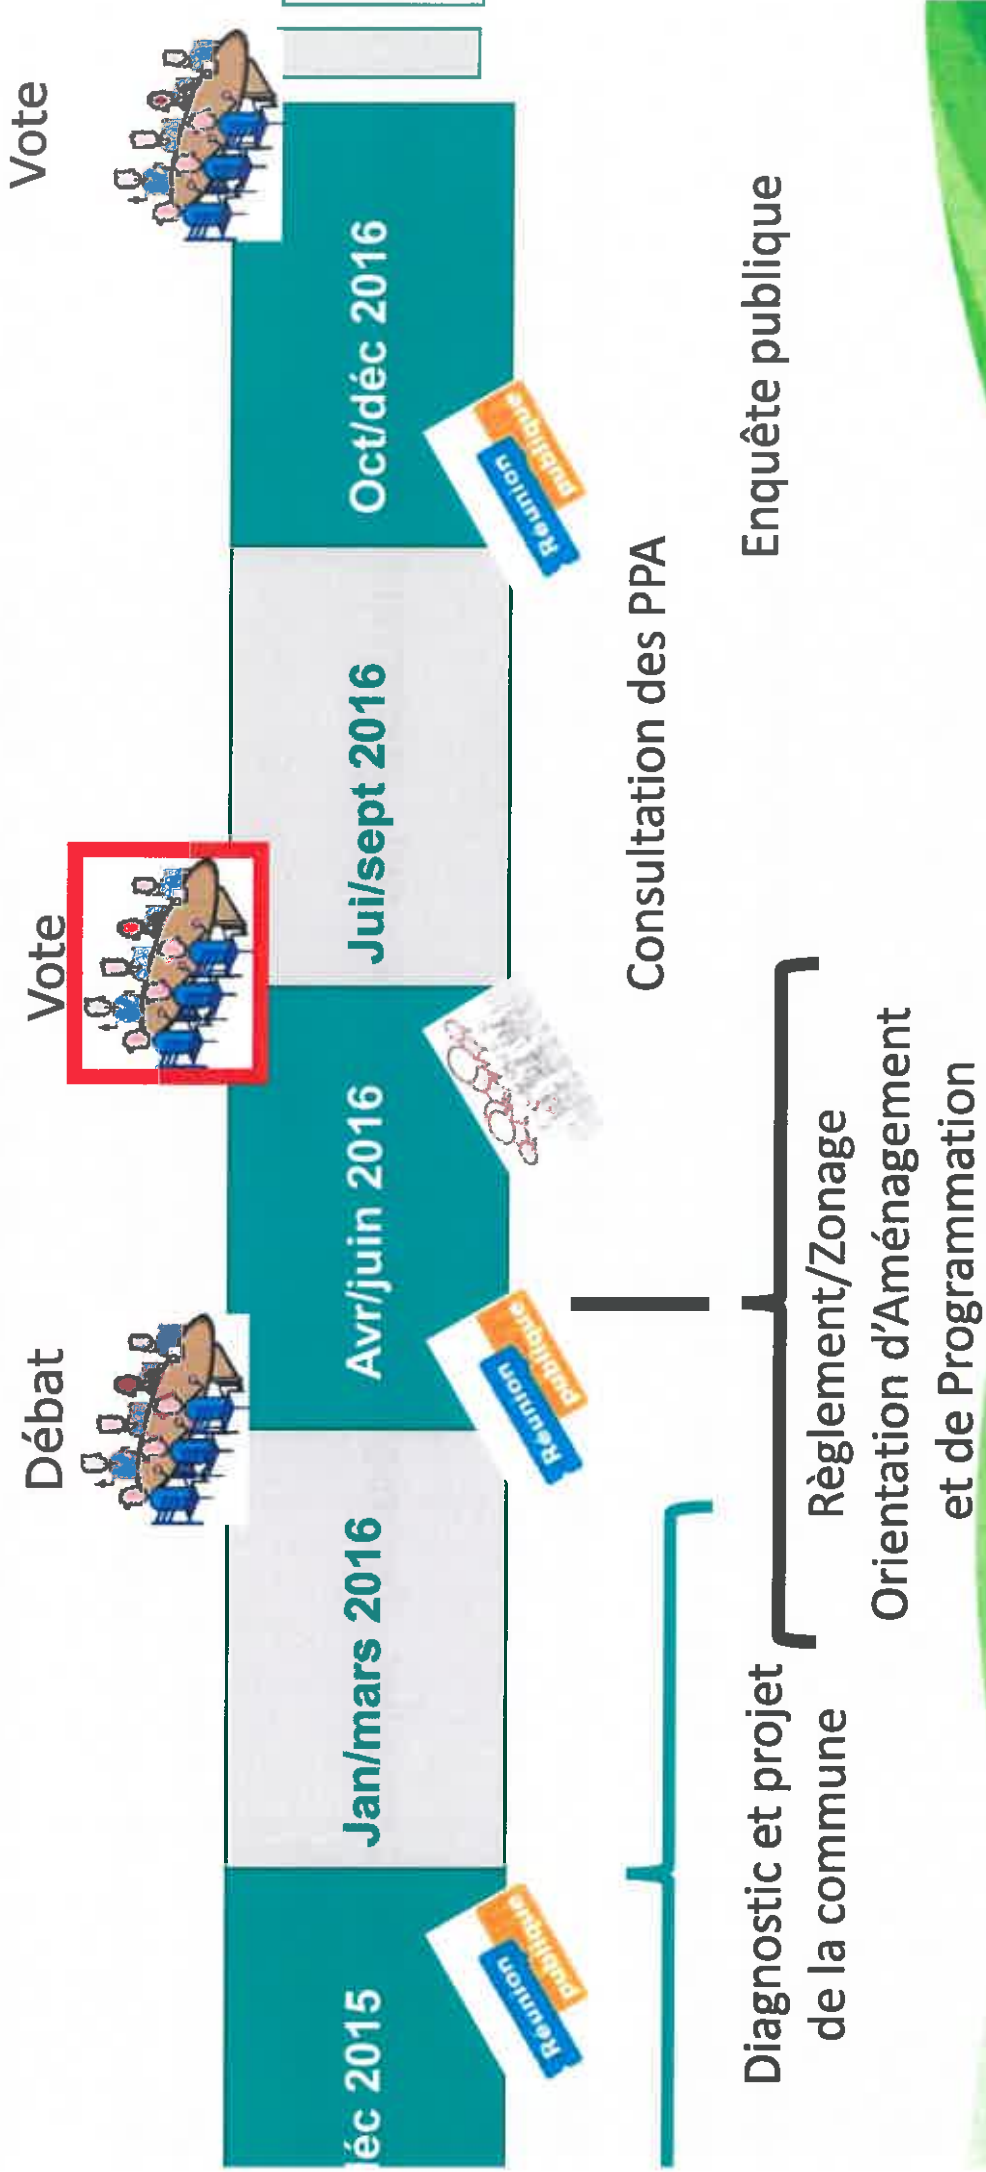 Débat
Vote
Vote
éc 2015
Jan/mars 2016
Avr/juin 2016
Jui/sept 2016
Oct/déc 2016
Réunion
publique
Réunion
publique
Réunion
publique
Consultation des PPA
Diagnostic et projet
de la commune
Règlement/Zonage
Orientation d'Aménagement
et de Programmation
Enquête publique